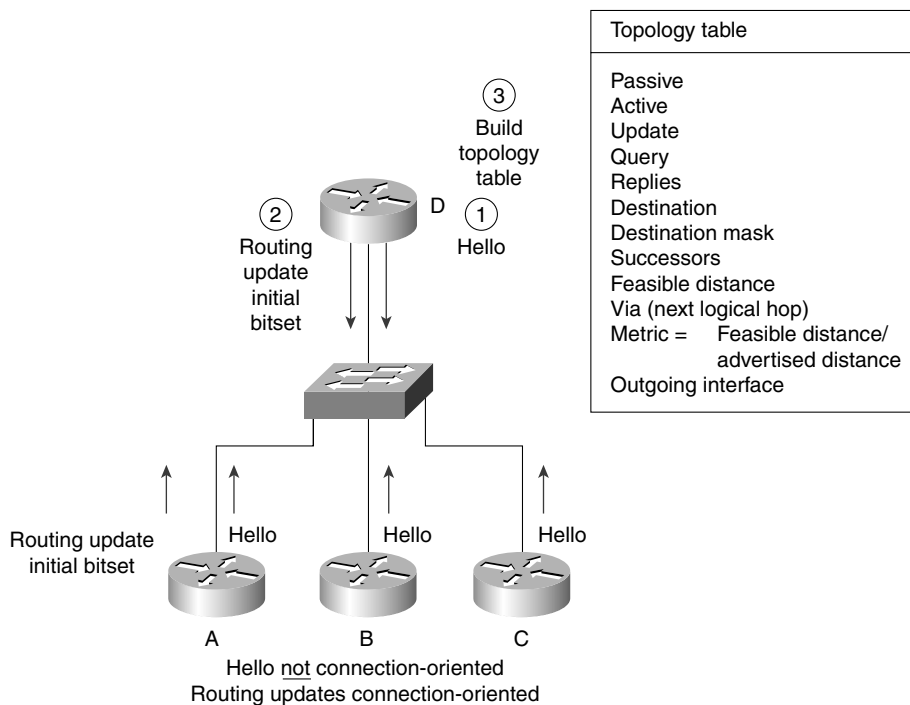 3
Build
topology
table
D
1
Hello
2
Routing
update
initial
bitset
Routing update
initial bitset
Hello
Hello
Hello
A
B
C
Hello not connection-oriented
Routing updates connection-oriented
Topology table
Passive
Active
Update
Query
Replies
Destination
Destination mask
Successors
Feasible distance
Via (next logical hop)
Metric = Feasible distance/
advertised distance
Outgoing interface